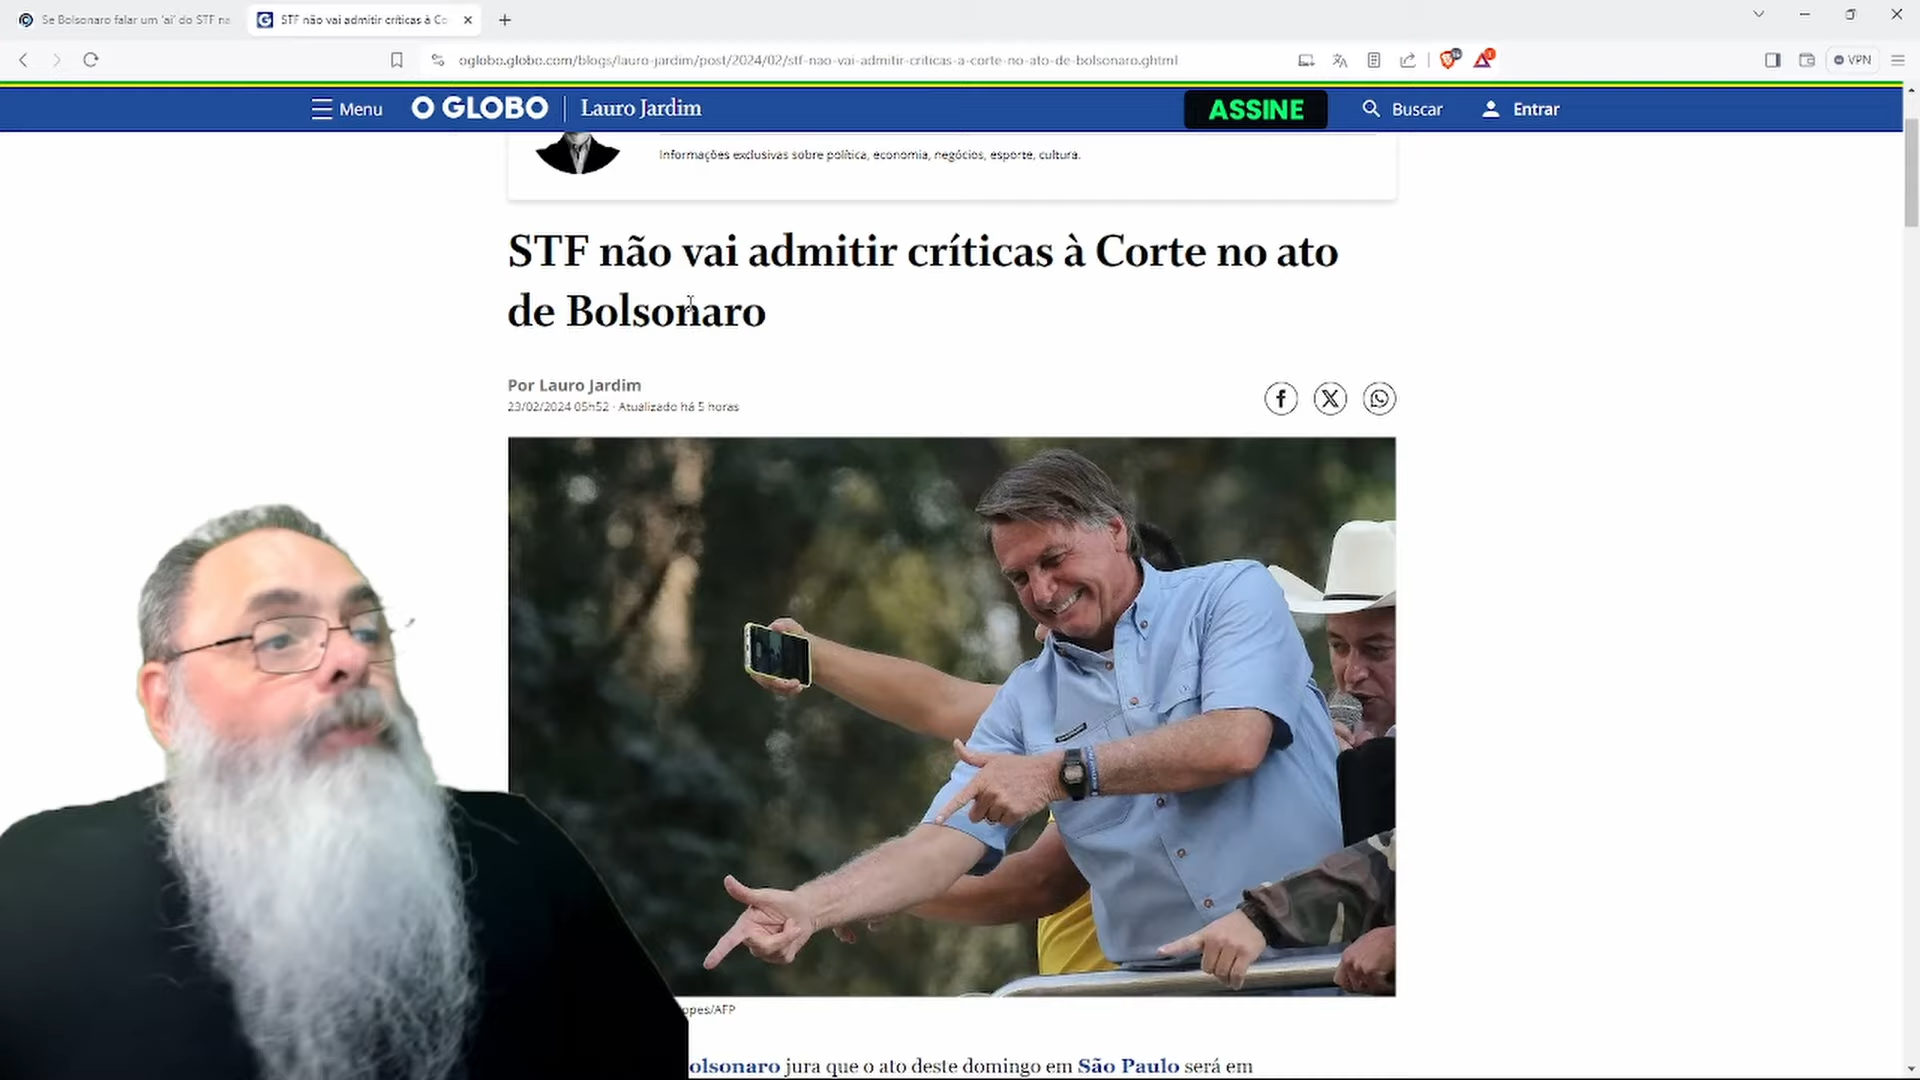 Se Bolsonaro falar um 'ai' do STF na
STF não vai admitir críticas à Co
oglobo.globo.com/blogs/lauro-jardim/post/2024/02/stf-nao-vai-admitir-criticas-a-corte-no-ato-de-bolsonaro.ghtml
VPN
Menu
O GLOBO
Lauro Jardim
ASSINE
Buscar
Entrar
Informações exclusivas sobre política, economia, negócios, esporte, cultura.
STF não vai admitir críticas à Corte no ato
de Bolsonaro
Por Lauro Jardim
23/02/2024 05h52 · Atualizado há 5 horas
opes/AFP
olsonaro jura que o ato deste domingo em São Paulo será em